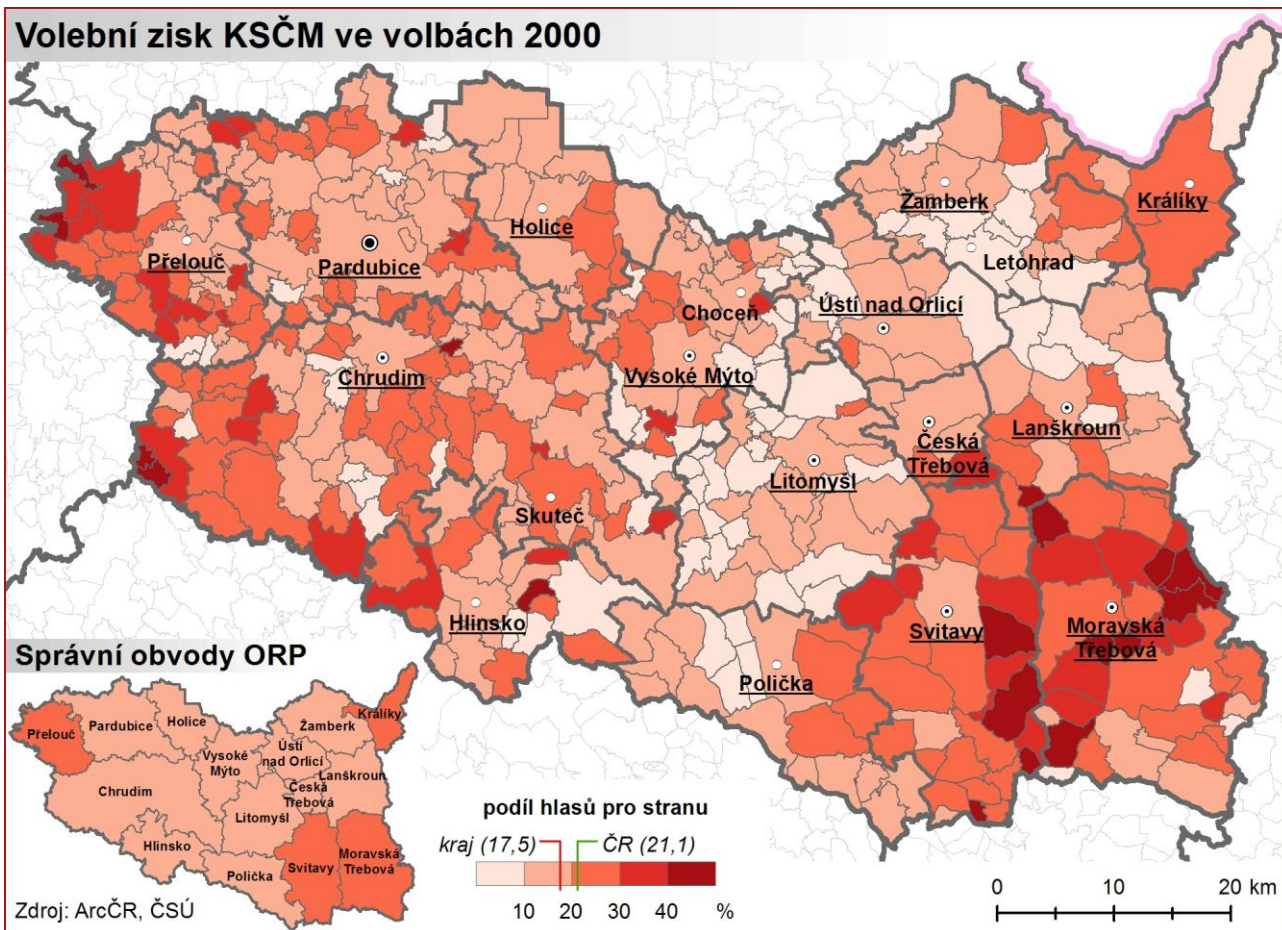 Volební zisk KSČM ve volbách 2000
Žamberk
Králíky
Holice
Přelouč
Pardubice
Letohrad
Ústí nad Orlicí
Choceň
Chrudim
Vysoké Mýto
Lanškroun
Česká
Třebová
Litomyšl
Skuteč
Hlinsko
Svitavy
Moravská
Třebová
Polička
Správní obvody ORP
Přelouč
Pardubice
Holice
Žamberk
Králíky
Vysoké
Mýto
Ústí
nad Orlicí
Lanškroun
Česká
Třebová
Chrudim
Litomyšl
Hlinsko
Svitavy
Moravská
Třebová
Polička
Zdroj: ArcČR, ČSÚ
podíl hlasů pro stranu
kraj (17,5)
ČR (21,1)
10 20 30 40 %
0 10 20 km